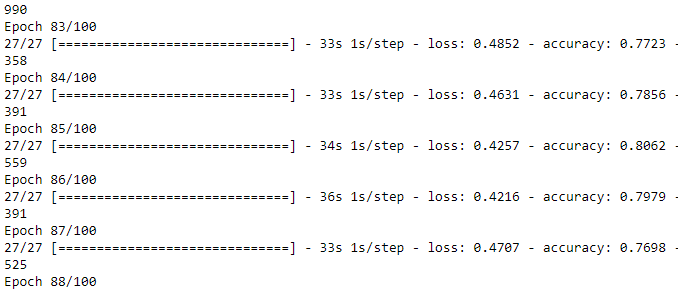 990
Epoch 83/100
27/27 [==============================] - 33s 1s/step - loss: 0.4852 - accuracy: 0.7723 -
358
Epoch 84/100
27/27 [==============================] - 33s 1s/step - loss: 0.4631 - accuracy: 0.7856 -
391
Epoch 85/100
27/27 [==============================] - 34s 1s/step - loss: 0.4257 - accuracy: 0.8062 -
559
Epoch 86/100
27/27 [==============================] - 36s 1s/step - loss: 0.4216 - accuracy: 0.7979 -
391
Epoch 87/100
27/27 [==============================] - 33s 1s/step - loss: 0.4707 - accuracy: 0.7698 -
525
Epoch 88/100